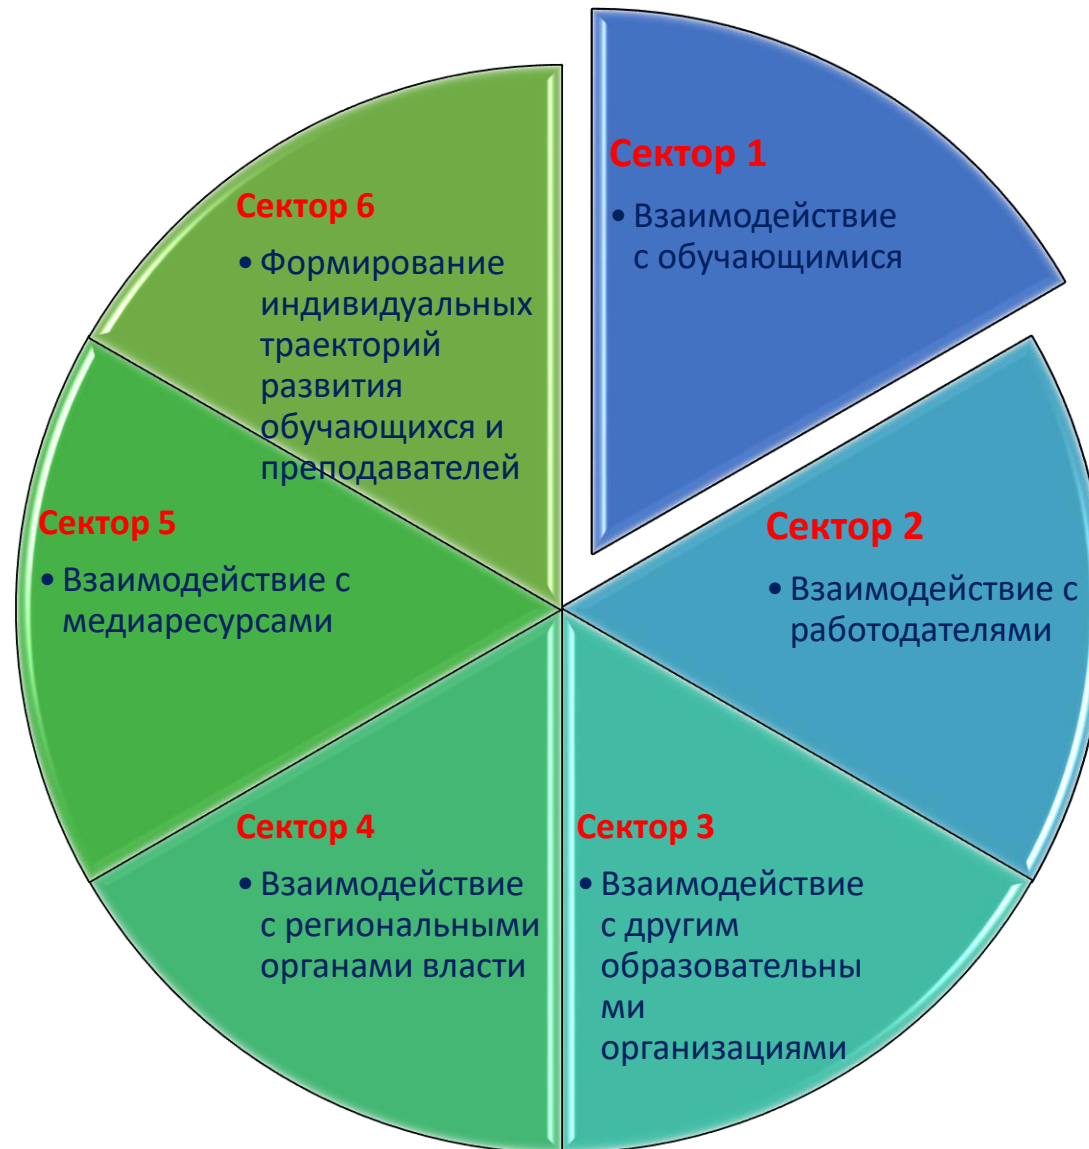 Сектор 1
• Взаимодействие
с обучающимися
Сектор 2
• Взаимодействие с
работодателями
Сектор 3
• Взаимодействие
с другим
образовательны
ми
организациями
Сектор 4
• Взаимодействие
с региональными
органами власти
Сектор 5
• Взаимодействие с
медиаресурсами
Сектор 6
• Формирование
индивидуальных
траекторий
развития
обучающихся и
преподавателей